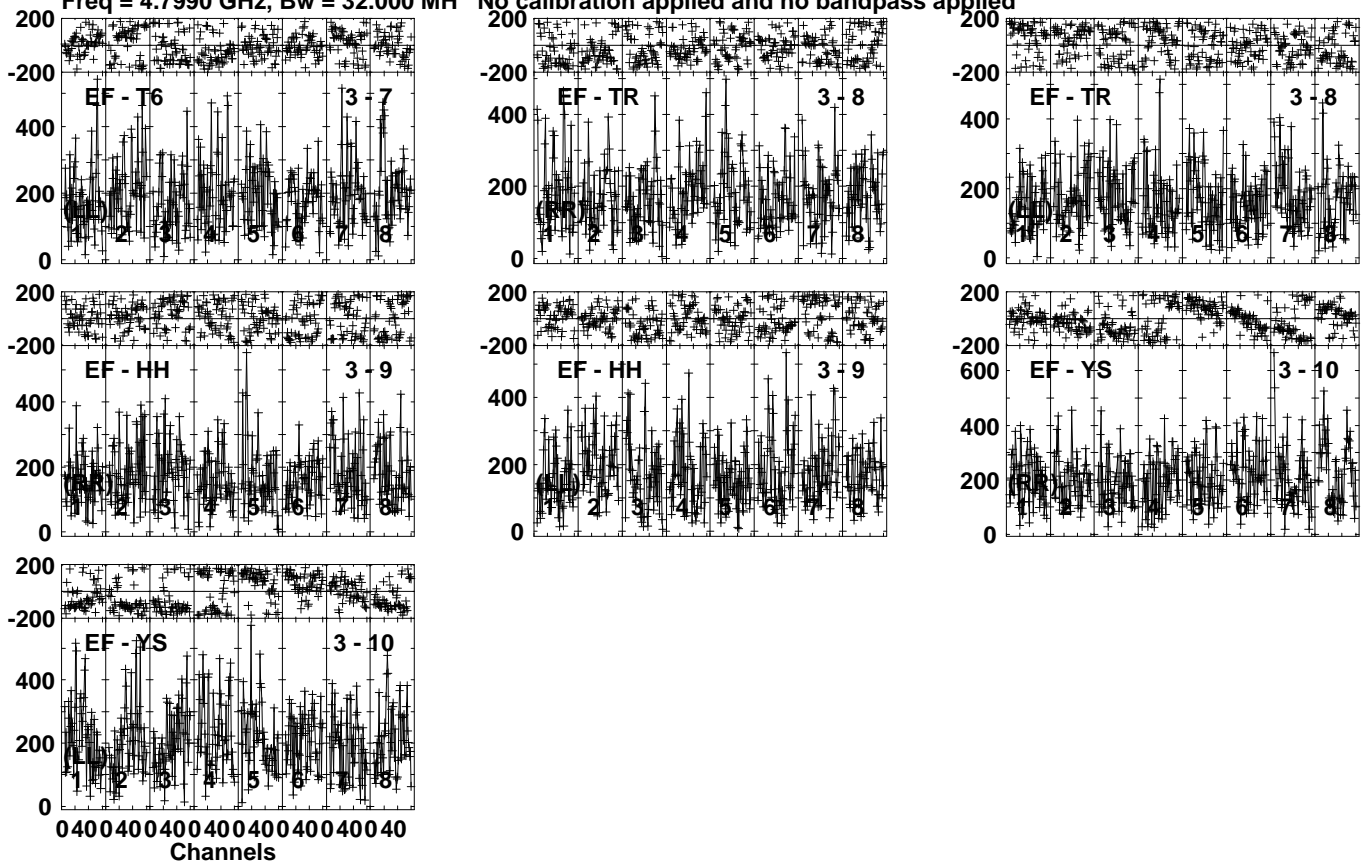 Freq = 4.7990 GHz, Bw = 32.000 MH No calibration applied and no bandpass applied
200
-200
EF - T6 3 - 7
400
200
(LL)
1 2 3 4 5 6 7 8
0
200
-200
EF - TR 3 - 8
400
200
(RR)
1 2 3 4 5 6 7 8
0
200
-200
EF - TR 3 - 8
400
200
(LL)
1 2 3 4 5 6 7 8
0
200
-200
EF - HH 3 - 9
400
200
(RR)
1 2 3 4 5 6 7 8
0
200
-200
EF - HH 3 - 9
400
200
(LL)
1 2 3 4 5 6 7 8
0
200
-200
600
EF - YS 3 - 10
400
200
(RR)
1 2 3 4 5 6 7 8
0
200
-200
EF - YS 3 - 10
400
200
(LL)
1 2 3 4 5 6 7 8
0
0 40 0 40 0 40 0 40 0 40 0 40 0 40 0 40
Channels